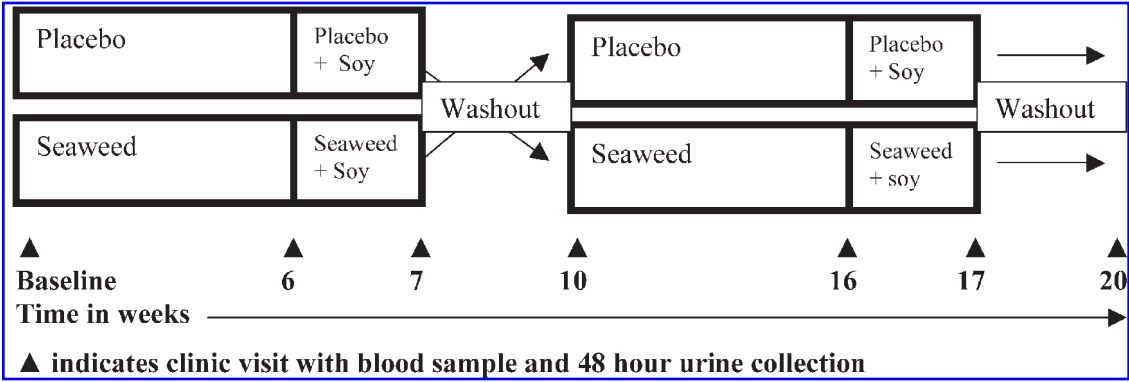 Placebo
Placebo
+ Soy
Washout
Placebo
Placebo
+ Soy
Washout
Seaweed
Seaweed
+ Soy
Seaweed
Seaweed
+ soy
▲ ▲ ▲ ▲ ▲ ▲ ▲
Baseline 6 7 10 16 17 20
Time in weeks
▲ indicates clinic visit with blood sample and 48 hour urine collection